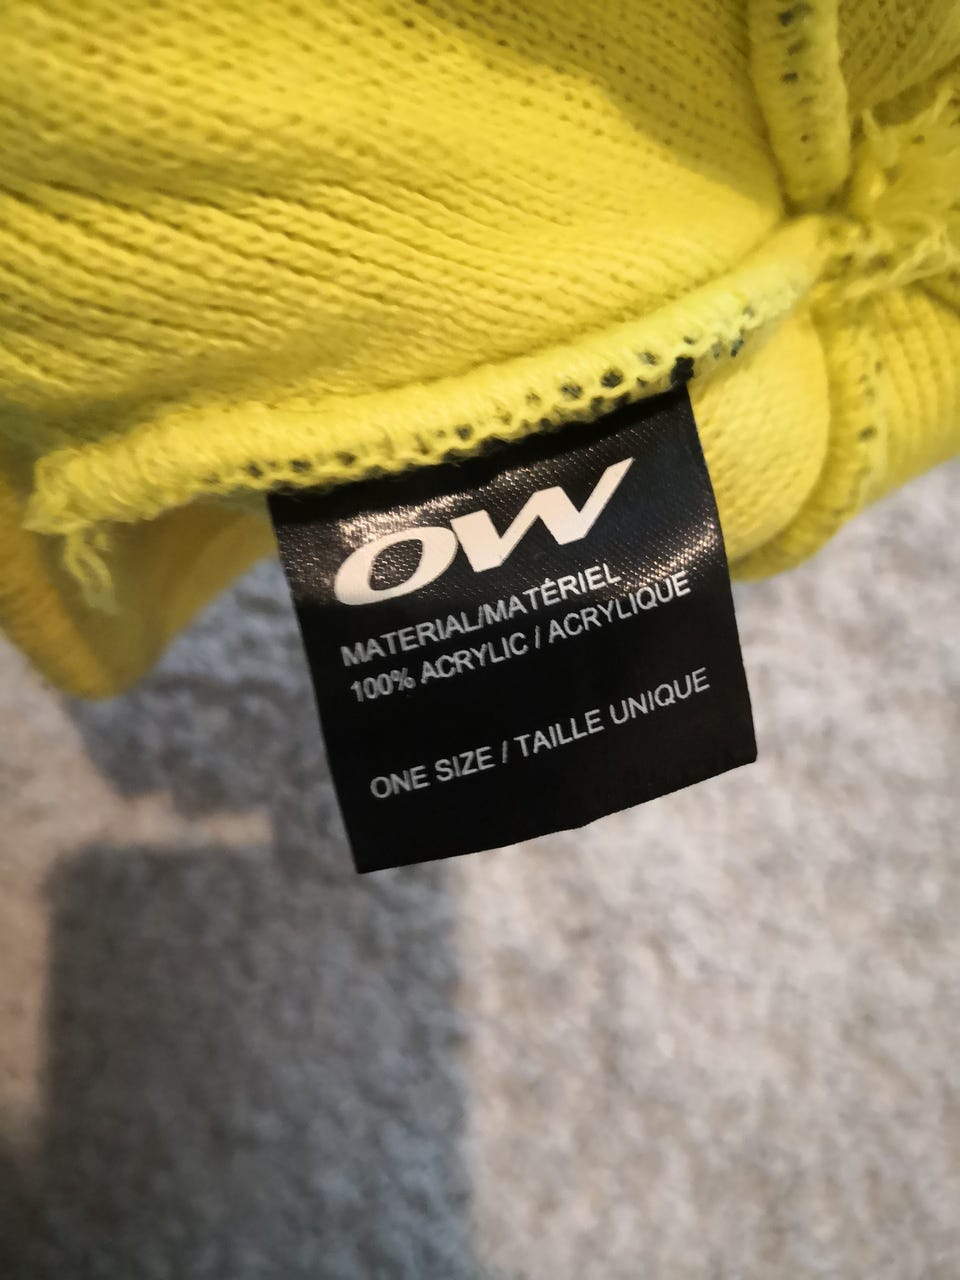 OW
MATERIAL/MATÉRIEL
100% ACRYLIC / ACRYLIQUE
ONE SIZE / TAILLE UNIQUE